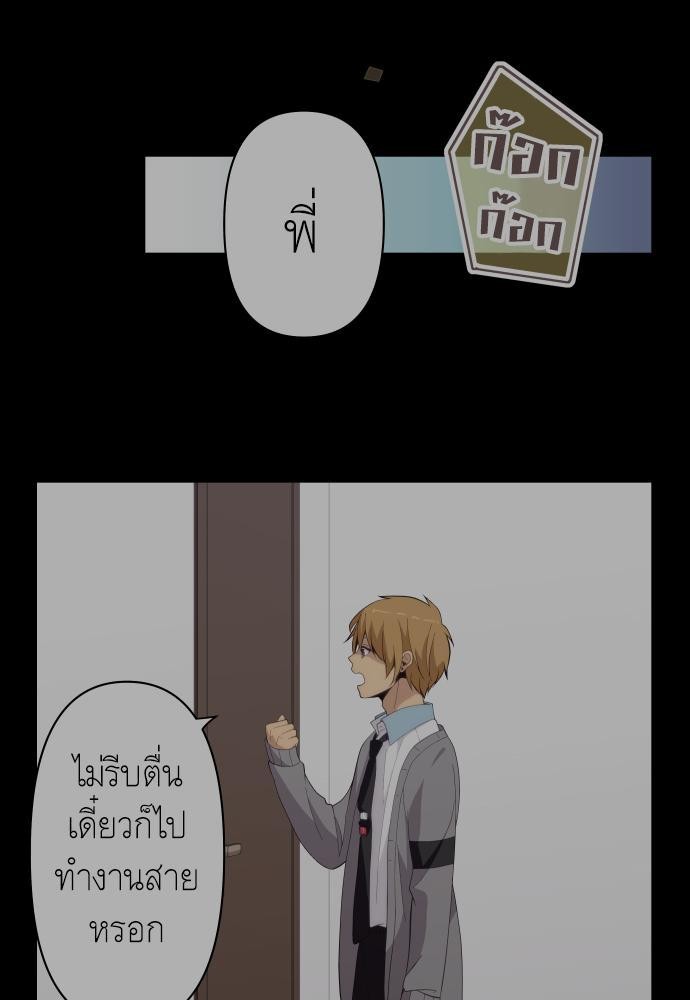 ก๊อก
ก๊อก
พี่
ไม่รีบตื่น
เดี๋ยวก็ไป
ทำงานสาย
หรอก